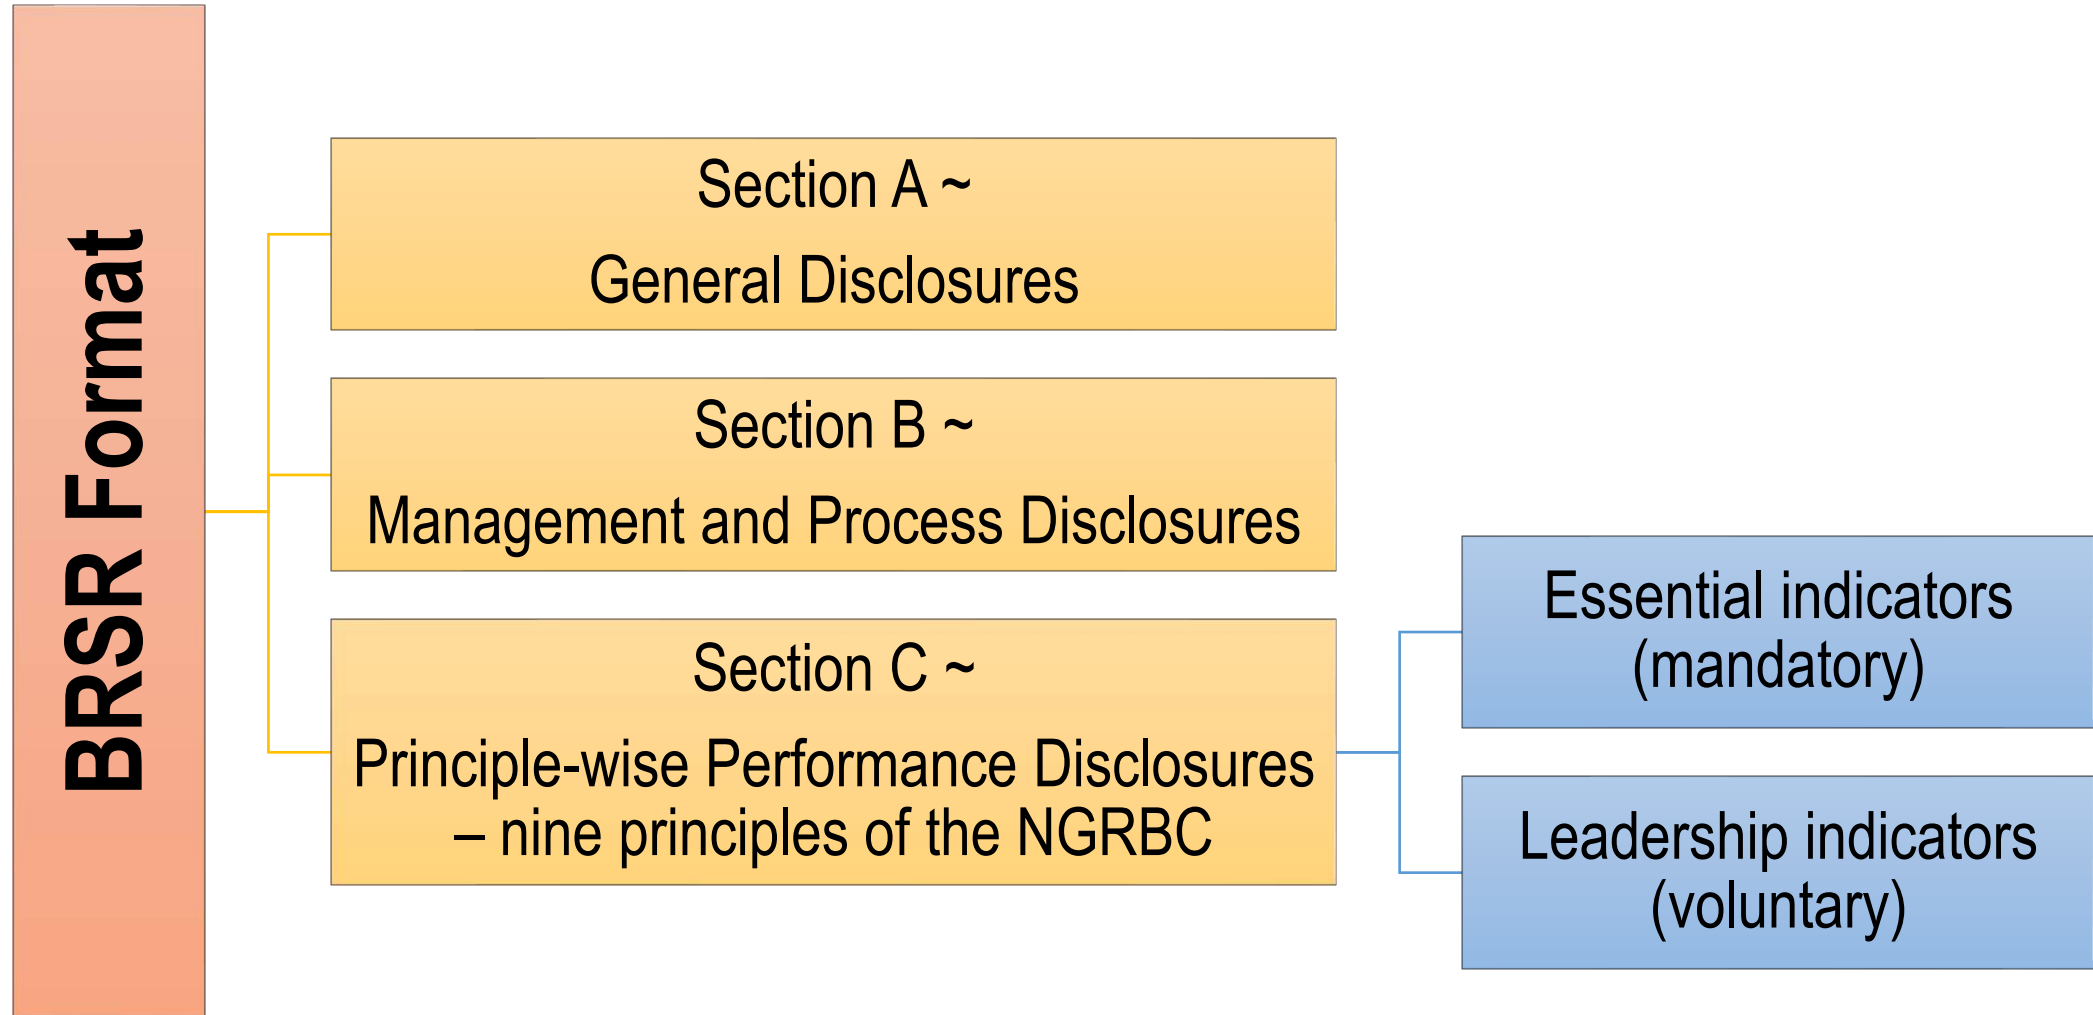 BRSR Format
Section A ~
General Disclosures
Section B ~
Management and Process Disclosures
Section C ~
Principle-wise Performance Disclosures
– nine principles of the NGRBC
Essential indicators
(mandatory)
Leadership indicators
(voluntary)